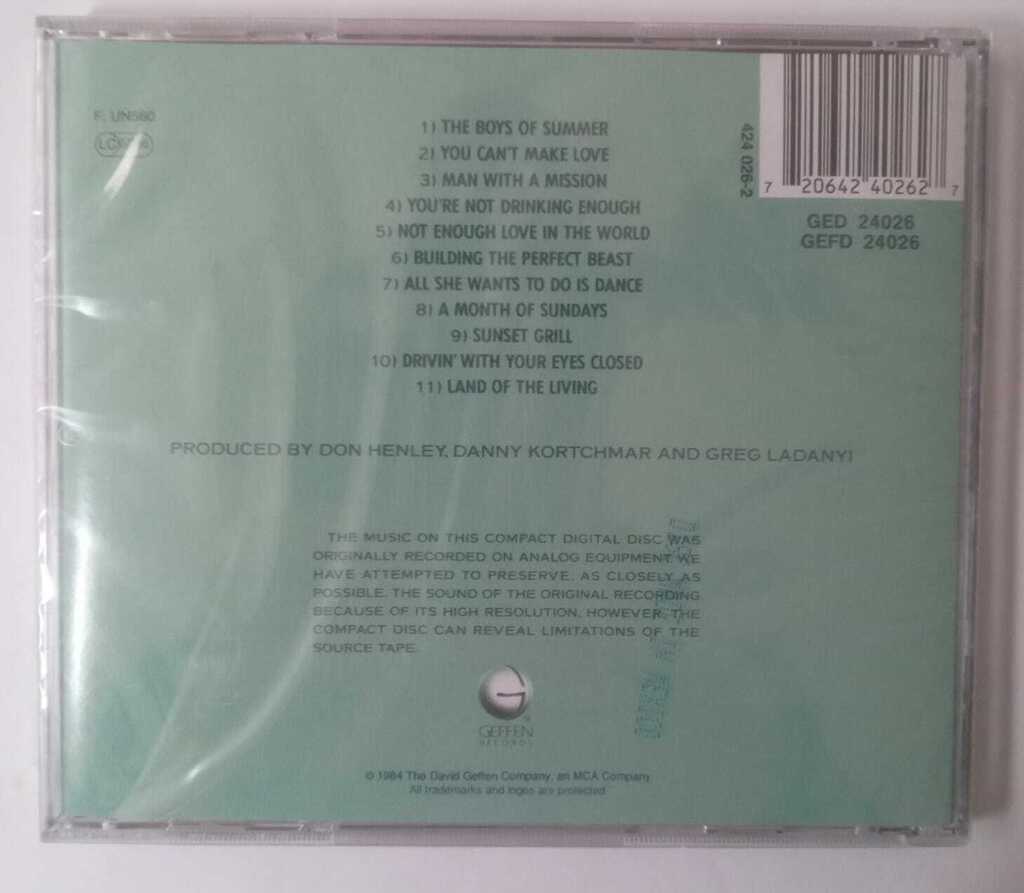 F: UN580
LC
1) THE BOYS OF SUMMER
2) YOU CAN'T MAKE LOVE
3) MAN WITH A MISSION
4) YOU'RE NOT DRINKING ENOUGH
5) NOT ENOUGH LOVE IN THE WORLD
6) BUILDING THE PERFECT BEAST
7) ALL SHE WANTS TO DO IS DANCE
8) A MONTH OF SUNDAYS
9) SUNSET GRILL
10) DRIVIN' WITH YOUR EYES CLOSED
11) LAND OF THE LIVING
424 026-2
7 20642 40262 7
GED 24026
GEFD 24026
PRODUCED BY DON HENLEY, DANNY KORTCHMAR AND GREG LADANYI
THE MUSIC ON THIS COMPACT DIGITAL DISC WAS
ORIGINALLY RECORDED ON ANALOG EQUIPMENT. WE
HAVE ATTEMPTED TO PRESERVE, AS CLOSELY AS
POSSIBLE, THE SOUND OF THE ORIGINAL RECORDING
BECAUSE OF ITS HIGH RESOLUTION, HOWEVER, THE
COMPACT DISC CAN REVEAL LIMITATIONS OF THE
SOURCE TAPE.
GEFFEN
RECORDS
© 1984 The David Geffen Company, an MCA Company
All trademarks and logos are protected